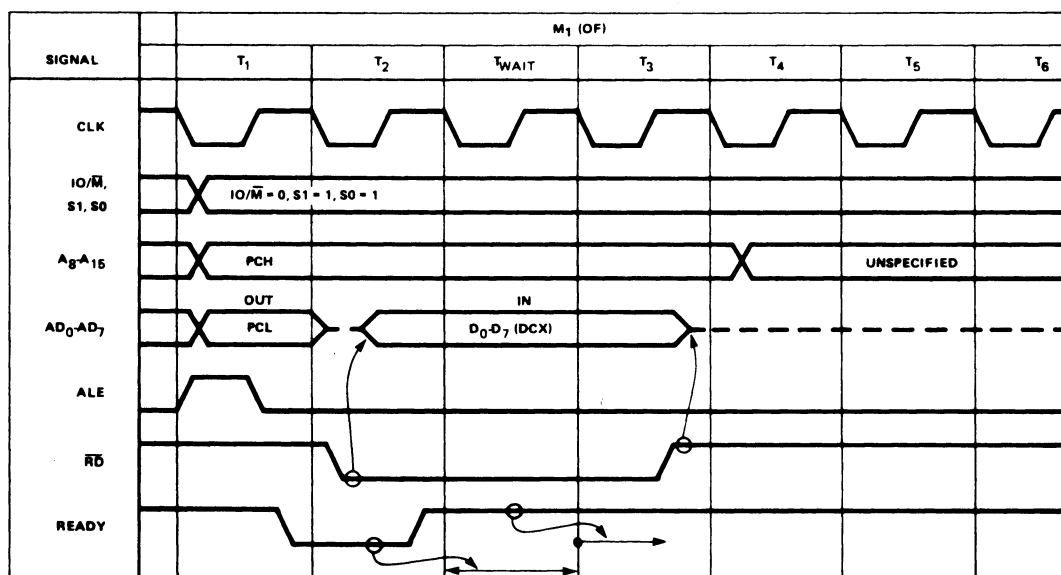 M1 (OF)
SIGNAL T1 T2 TWAIT T3 T4 T5 T6
CLK
IO/M̅,
S1, S0
IO/M̅ = 0, S1 = 1, S0 = 1
A8-A15 PCH UNSPECIFIED
OUT IN
AD0-AD7 PCL D0-D7 (DCX)
ALE
R̅D̅
READY